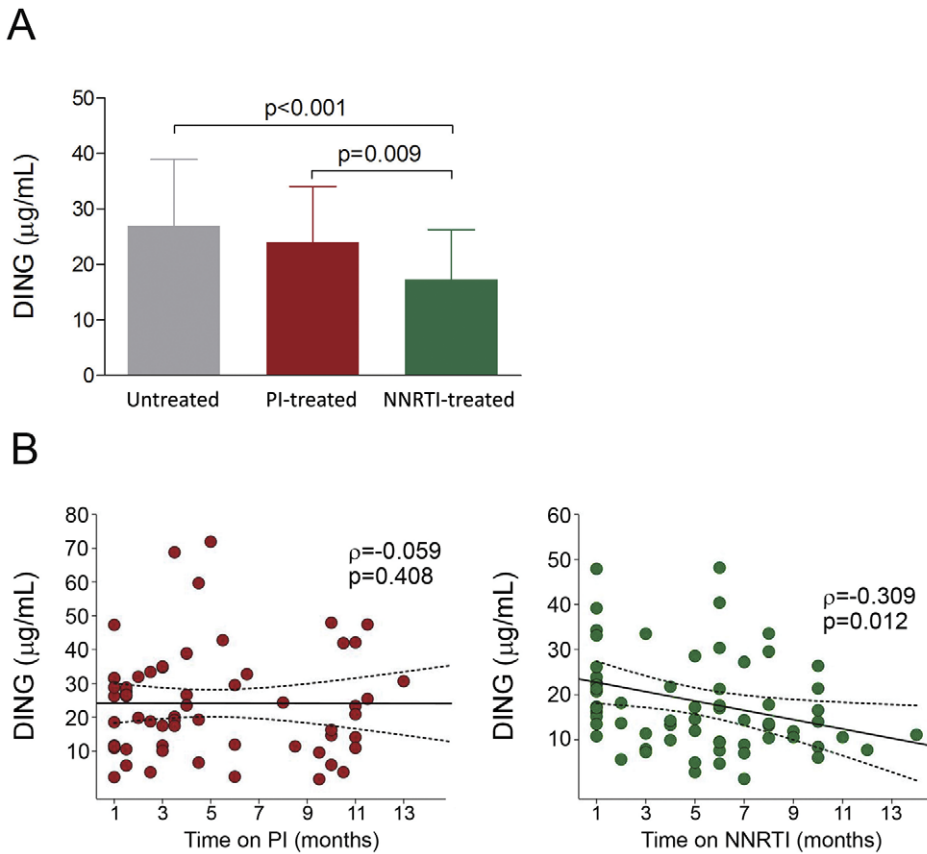 A
50
40
30
20
10
0
DING (μg/mL)
p<0.001
p=0.009
Untreated
PI-treated
NNRTI-treated
B
80
70
60
50
40
30
20
10
DING (μg/mL)
ρ=-0.059
p=0.408
1 3 5 7 9 11 13
Time on PI (months)
60
50
40
30
20
10
DING (μg/mL)
ρ=-0.309
p=0.012
1 3 5 7 9 11 13
Time on NNRTI (months)